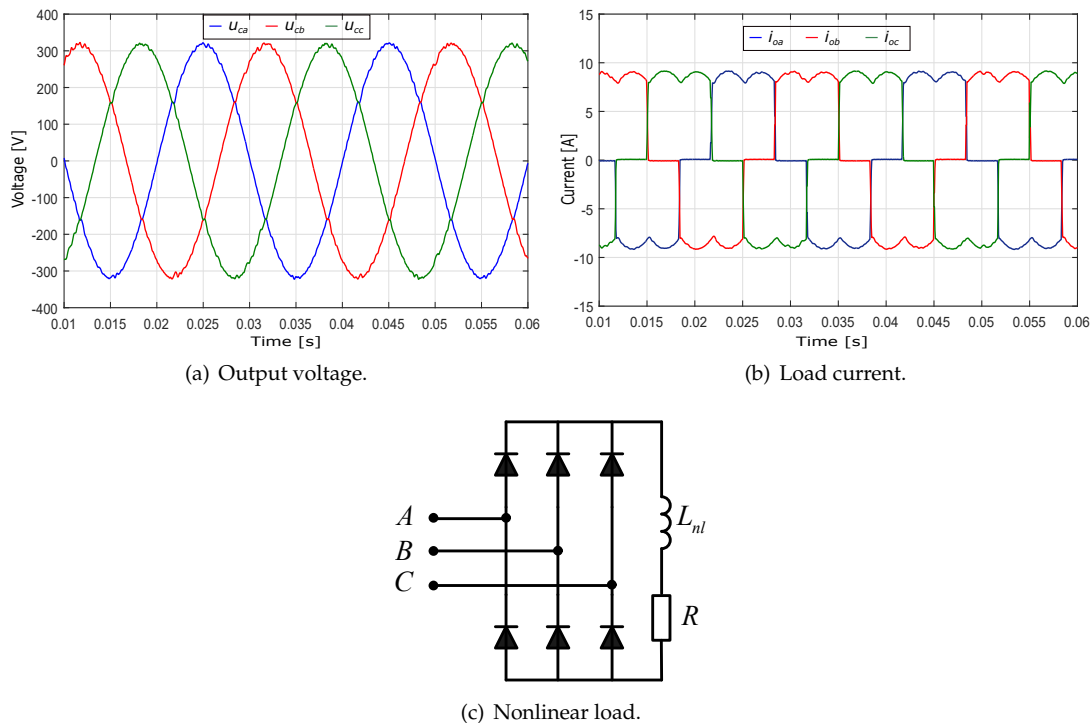 u_ca u_cb u_cc
Voltage [V]
400
300
200
100
0
-100
-200
-300
-400
0.01 0.015 0.02 0.025 0.03 0.035 0.04 0.045 0.05 0.055 0.06
Time [s]
(a) Output voltage.
i_oa i_ob i_oc
Current [A]
15
10
5
0
-5
-10
-15
0.01 0.015 0.02 0.025 0.03 0.035 0.04 0.045 0.05 0.055 0.06
Time [s]
(b) Load current.
A
B
C
L_nl
R
(c) Nonlinear load.